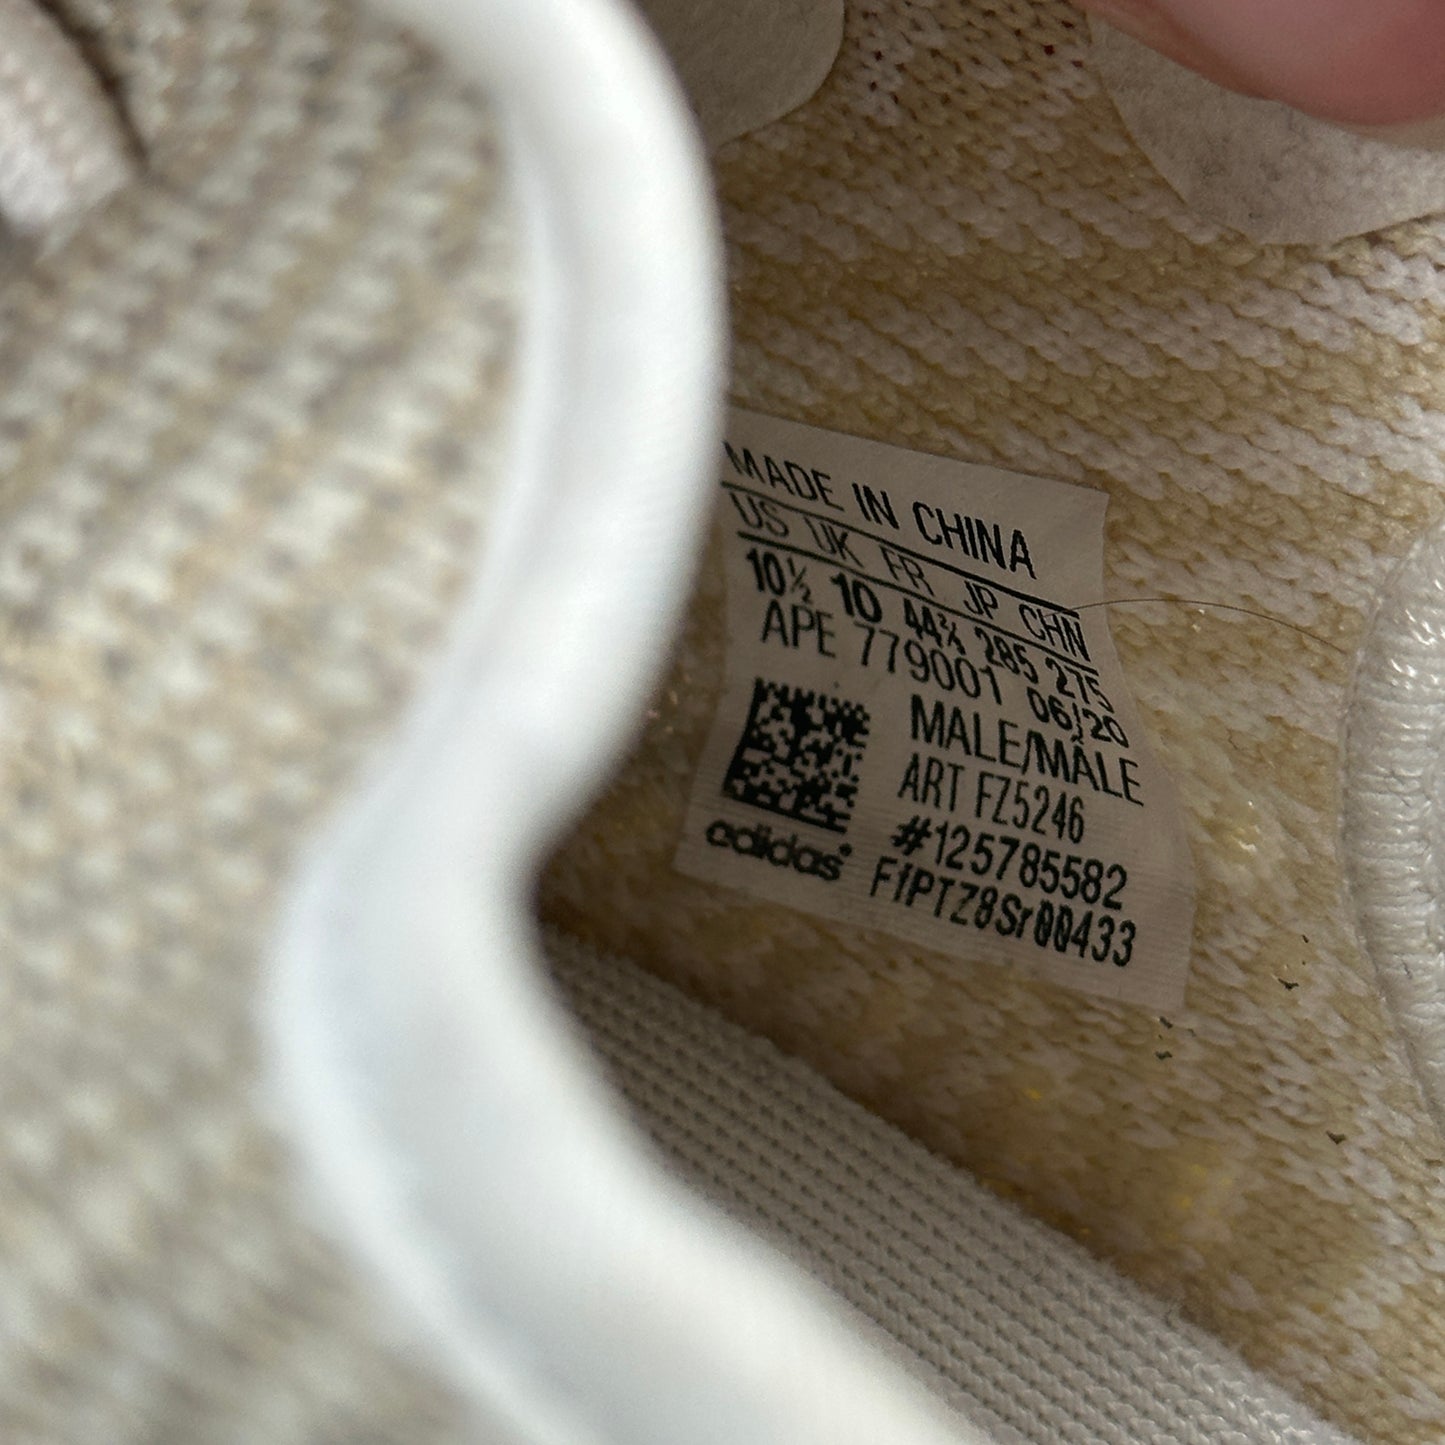 MADE IN CHINA
US UK FR JP CHN
10½ 10 44⅔ 285 275
APE 779001 06/20
MALE/MÂLE
ART FZ5246
#125785582
adidas®
FfPTZ8Sr00433